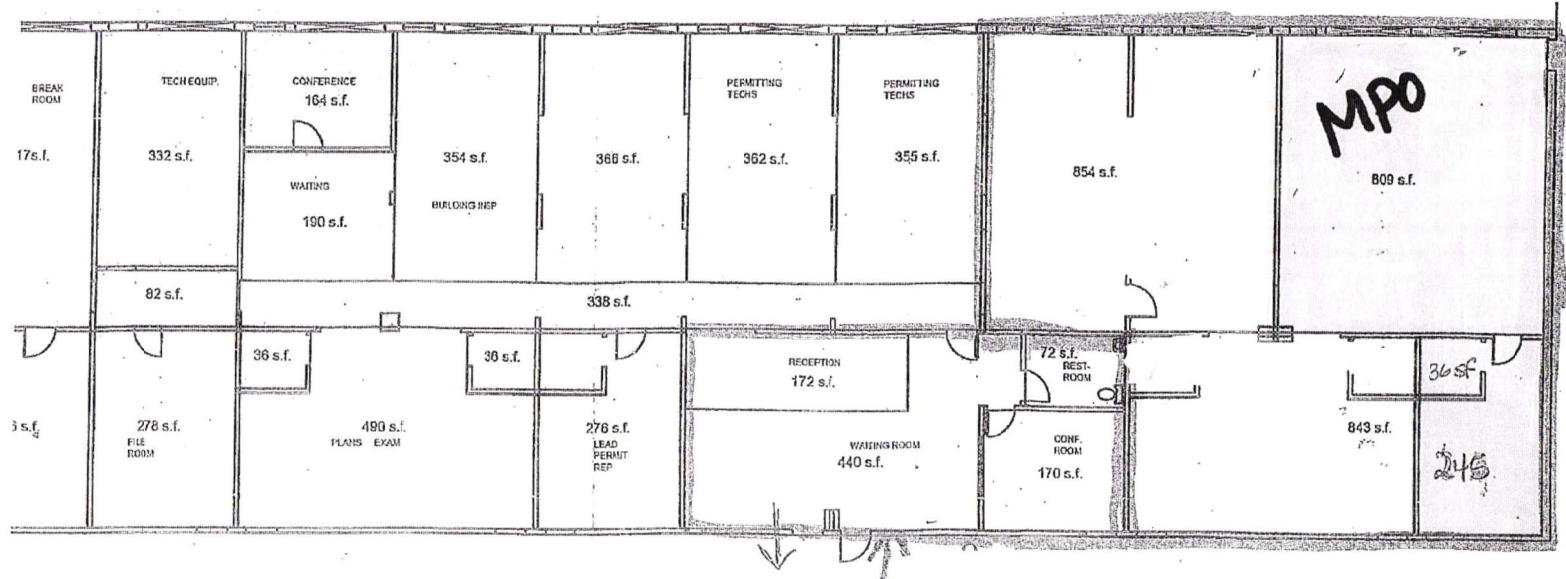 BREAK
ROOM
17s.f.
TECH EQUIP.
332 s.f.
CONFERENCE
164 s.f.
WAITING
190 s.f.
354 s.f.
BUILDING INSP
366 s.f.
PERMITTING
TECHS
362 s.f.
PERMITTING
TECHS
355 s.f.
854 s.f.
MPO
809 s.f.
82 s.f.
338 s.f.
6 s.f.
278 s.f.
FILE
ROOM
36 s.f.
490 s.f.
PLANS EXAM
36 s.f.
276 s.f.
LEAD
PERMIT
REP
RECEPTION
172 s.f.
WAITING ROOM
440 s.f.
72 s.f.
REST-
ROOM
CONF.
ROOM
170 s.f.
843 s.f.
36 SF
245